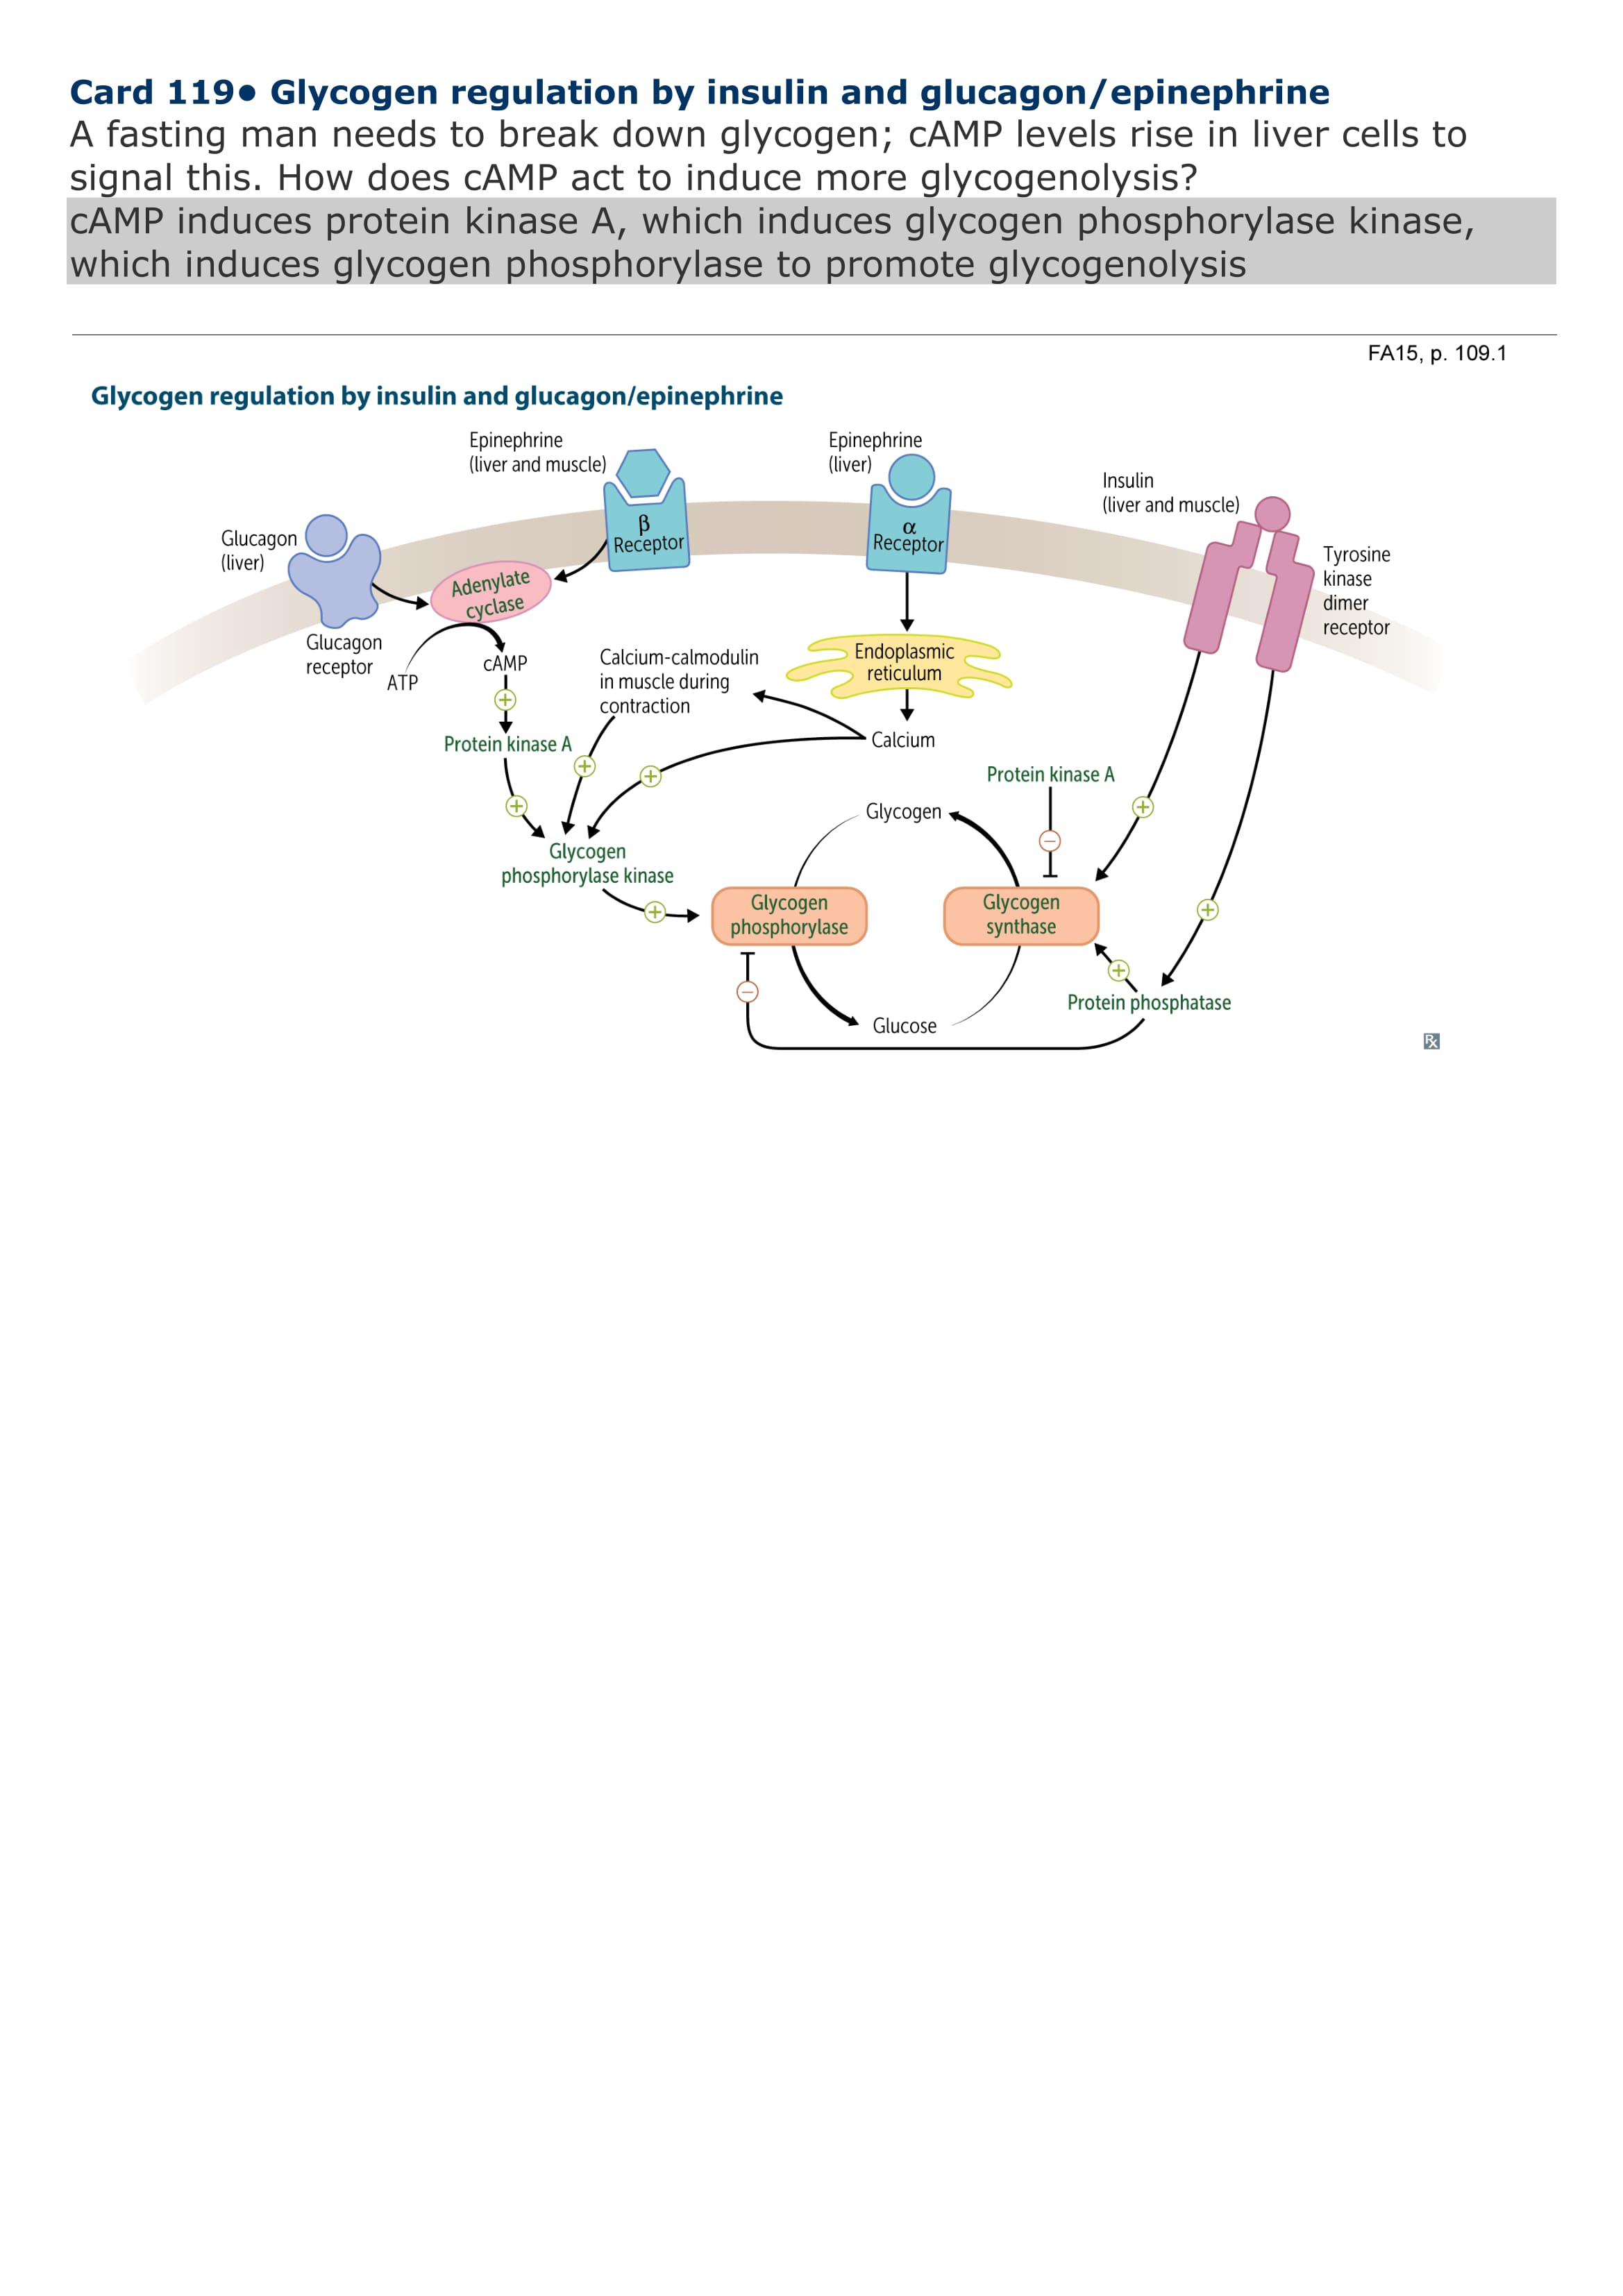 Card 119• Glycogen regulation by insulin and glucagon/epinephrine
A fasting man needs to break down glycogen; cAMP levels rise in liver cells to
signal this. How does cAMP act to induce more glycogenolysis?
cAMP induces protein kinase A, which induces glycogen phosphorylase kinase,
which induces glycogen phosphorylase to promote glycogenolysis
FA15, p. 109.1
Glycogen regulation by insulin and glucagon/epinephrine
Epinephrine
(liver and muscle)
β
Receptor
Epinephrine
(liver)
α
Receptor
Insulin
(liver and muscle)
Tyrosine
kinase
dimer
receptor
Glucagon
(liver)
Adenylate
cyclase
Glucagon
receptor
ATP
cAMP
Calcium-calmodulin
in muscle during
contraction
Endoplasmic
reticulum
+
Protein kinase A
Calcium
+
+
Protein kinase A
+
+
Glycogen
−
Glycogen
phosphorylase kinase
+
Glycogen
phosphorylase
Glycogen
synthase
+
+
−
Protein phosphatase
Glucose
Rx